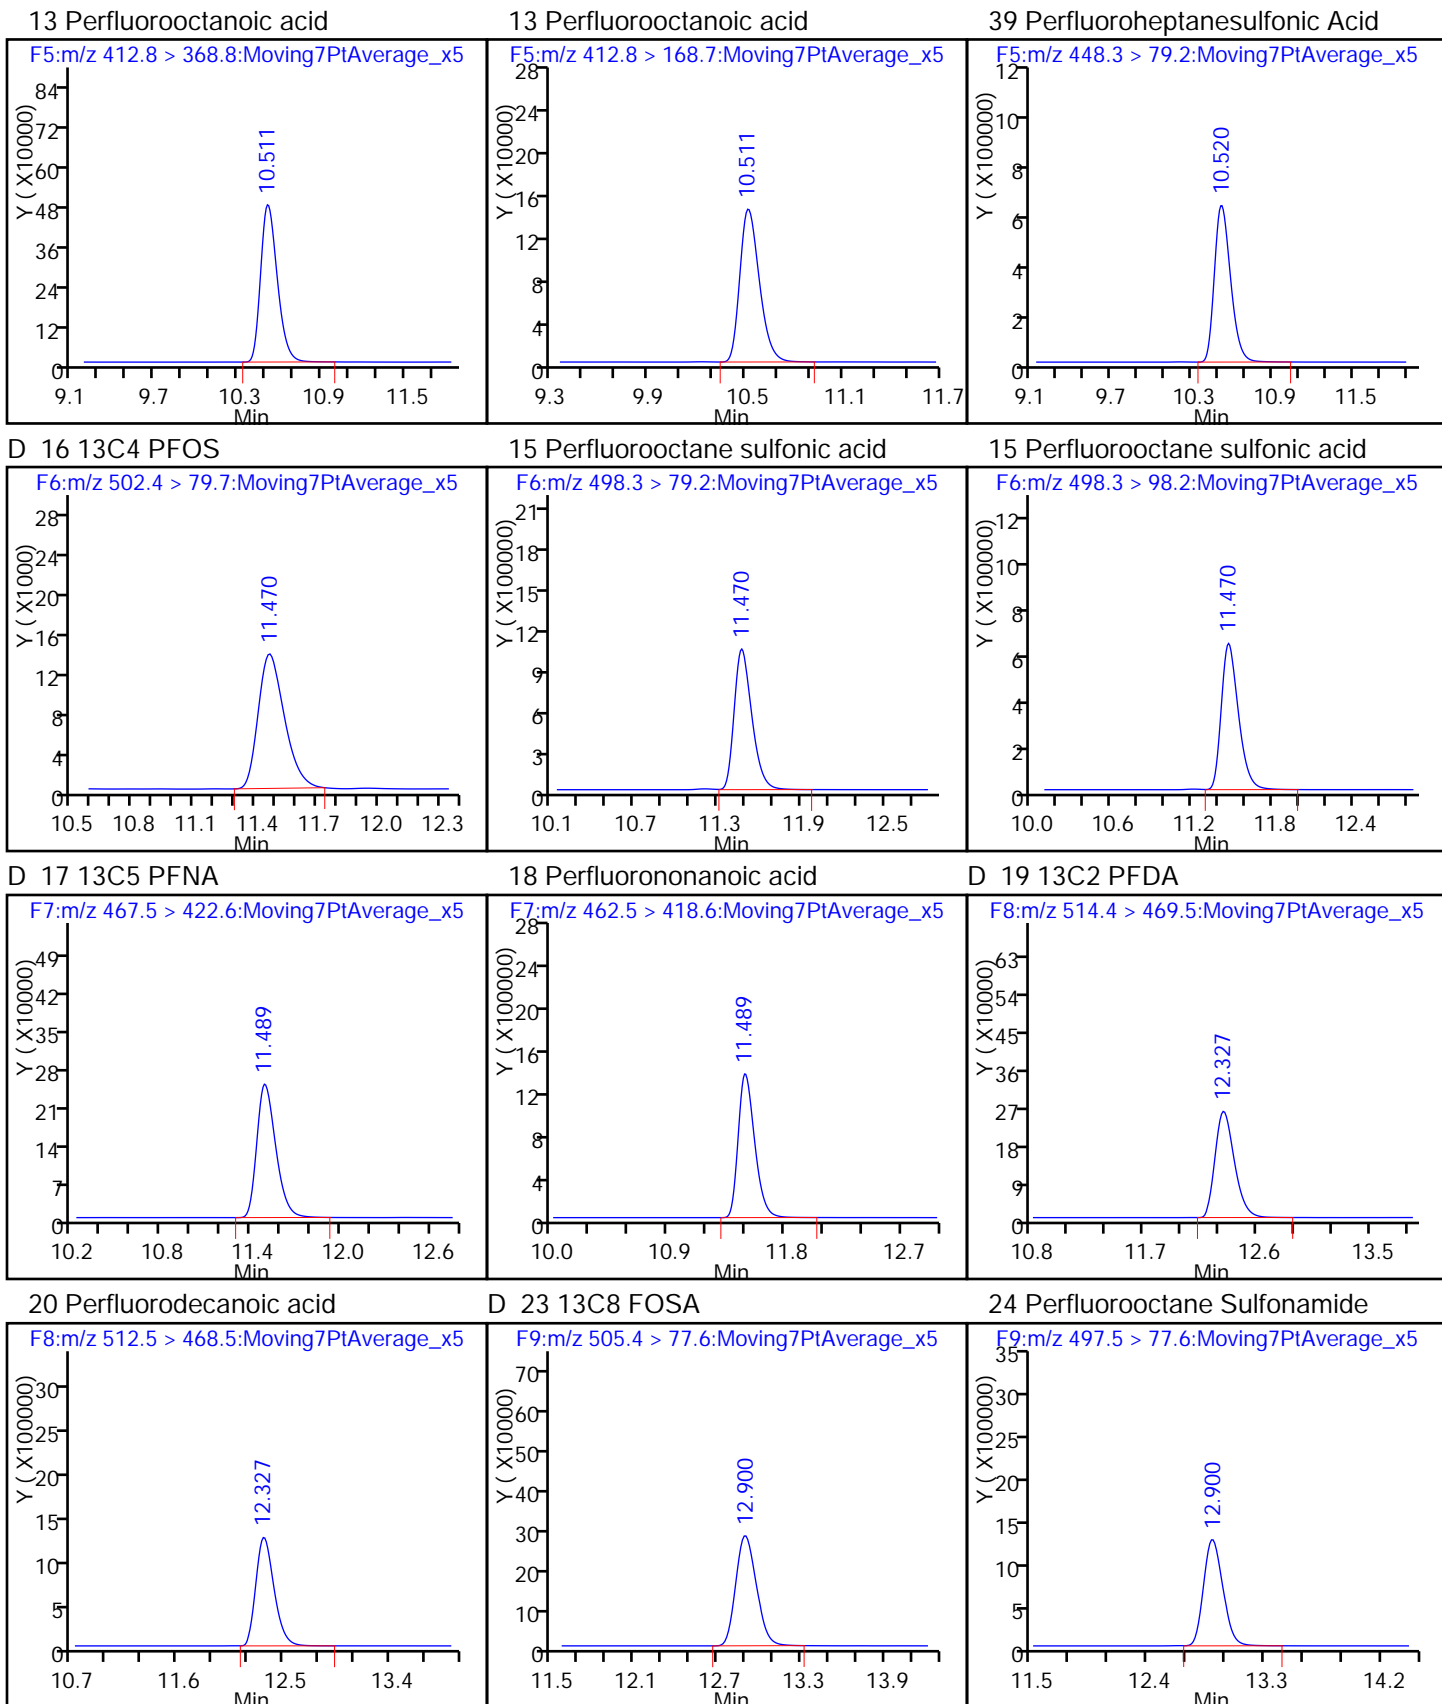 13 Perfluorooctanoic acid
F5:m/z 412.8 > 368.8:Moving7PtAverage_x5
Y ( X10000)
84
72
60
48
36
24
12
0
10.511
9.1 9.7 10.3 10.9 11.5
Min
13 Perfluorooctanoic acid
F5:m/z 412.8 > 168.7:Moving7PtAverage_x5
Y ( X100000)
28
24
20
16
12
8
4
0
10.511
9.3 9.9 10.5 11.1 11.7
Min
39 Perfluoroheptanesulfonic Acid
F5:m/z 448.3 > 79.2:Moving7PtAverage_x5
Y ( X100000)
12
10
8
6
4
2
0
10.520
9.1 9.7 10.3 10.9 11.5
Min
D 16 13C4 PFOS
F6:m/z 502.4 > 79.7:Moving7PtAverage_x5
Y ( X1000)
28
24
20
16
12
8
4
0
11.470
10.5 10.8 11.1 11.4 11.7 12.0 12.3
Min
15 Perfluorooctane sulfonic acid
F6:m/z 498.3 > 79.2:Moving7PtAverage_x5
Y ( X100000)
21
18
15
12
9
6
3
0
11.470
10.1 10.7 11.3 11.9 12.5
Min
15 Perfluorooctane sulfonic acid
F6:m/z 498.3 > 98.2:Moving7PtAverage_x5
Y ( X100000)
12
10
8
6
4
2
0
11.470
10.0 10.6 11.2 11.8 12.4
Min
D 17 13C5 PFNA
F7:m/z 467.5 > 422.6:Moving7PtAverage_x5
Y ( X10000)
49
42
35
28
21
14
7
0
11.489
10.2 10.8 11.4 12.0 12.6
Min
18 Perfluorononanoic acid
F7:m/z 462.5 > 418.6:Moving7PtAverage_x5
Y ( X100000)
28
24
20
16
12
8
4
0
11.489
10.0 10.9 11.8 12.7
Min
D 19 13C2 PFDA
F8:m/z 514.4 > 469.5:Moving7PtAverage_x5
Y ( X10000)
63
54
45
36
27
18
9
0
12.327
10.8 11.7 12.6 13.5
Min
20 Perfluorodecanoic acid
F8:m/z 512.5 > 468.5:Moving7PtAverage_x5
Y ( X100000)
30
25
20
15
10
5
0
12.327
10.7 11.6 12.5 13.4
Min
D 23 13C8 FOSA
F9:m/z 505.4 > 77.6:Moving7PtAverage_x5
Y ( X10000)
70
60
50
40
30
20
10
0
12.900
11.5 12.1 12.7 13.3 13.9
Min
24 Perfluorooctane Sulfonamide
F9:m/z 497.5 > 77.6:Moving7PtAverage_x5
Y ( X100000)
35
30
25
20
15
10
5
0
12.900
11.5 12.4 13.3 14.2
Min